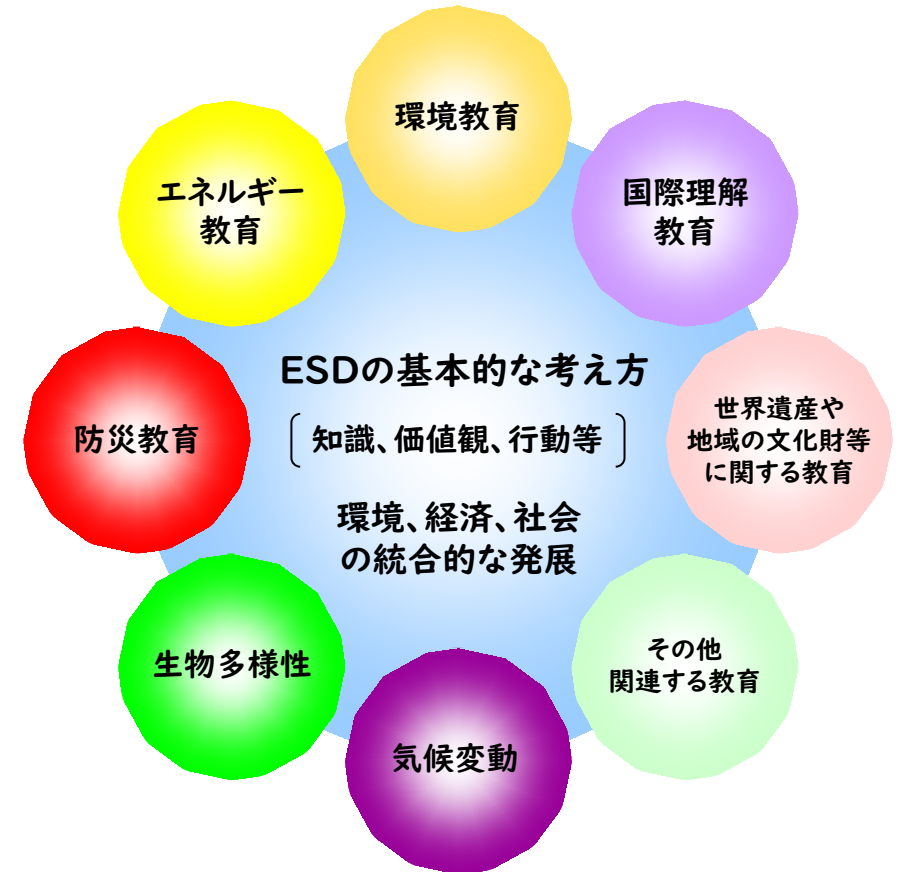 環境教育
国際理解
教育
世界遺産や
地域の文化財等
に関する教育
その他
関連する教育
気候変動
生物多様性
防災教育
エネルギー
教育
ESDの基本的な考え方
〔知識、価値観、行動等〕
環境、経済、社会
の統合的な発展